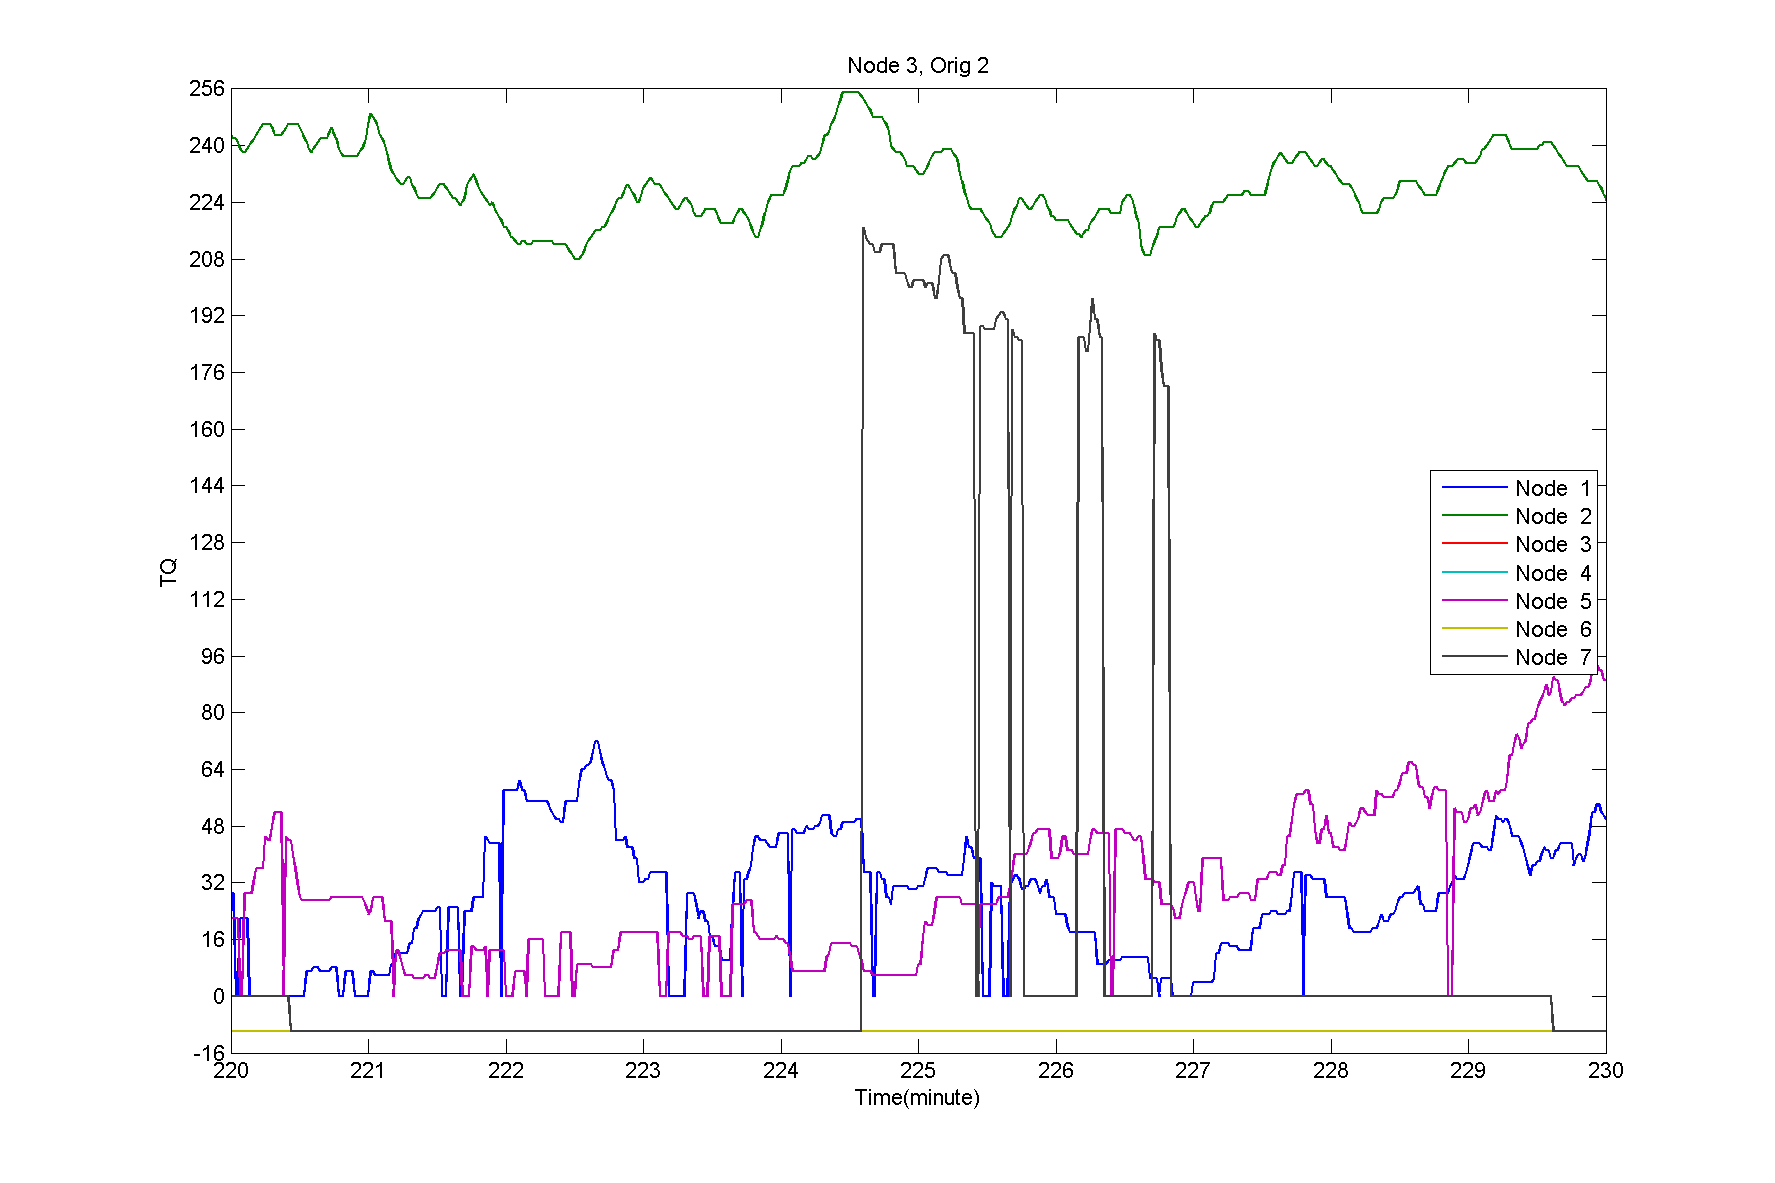 Node 3, Orig 2
256
240
224
208
192
176
160
144
128
112
96
80
64
48
32
16
0
-16
TQ
Node 1
Node 2
Node 3
Node 4
Node 5
Node 6
Node 7
220 221 222 223 224 225 226 227 228 229 230
Time(minute)